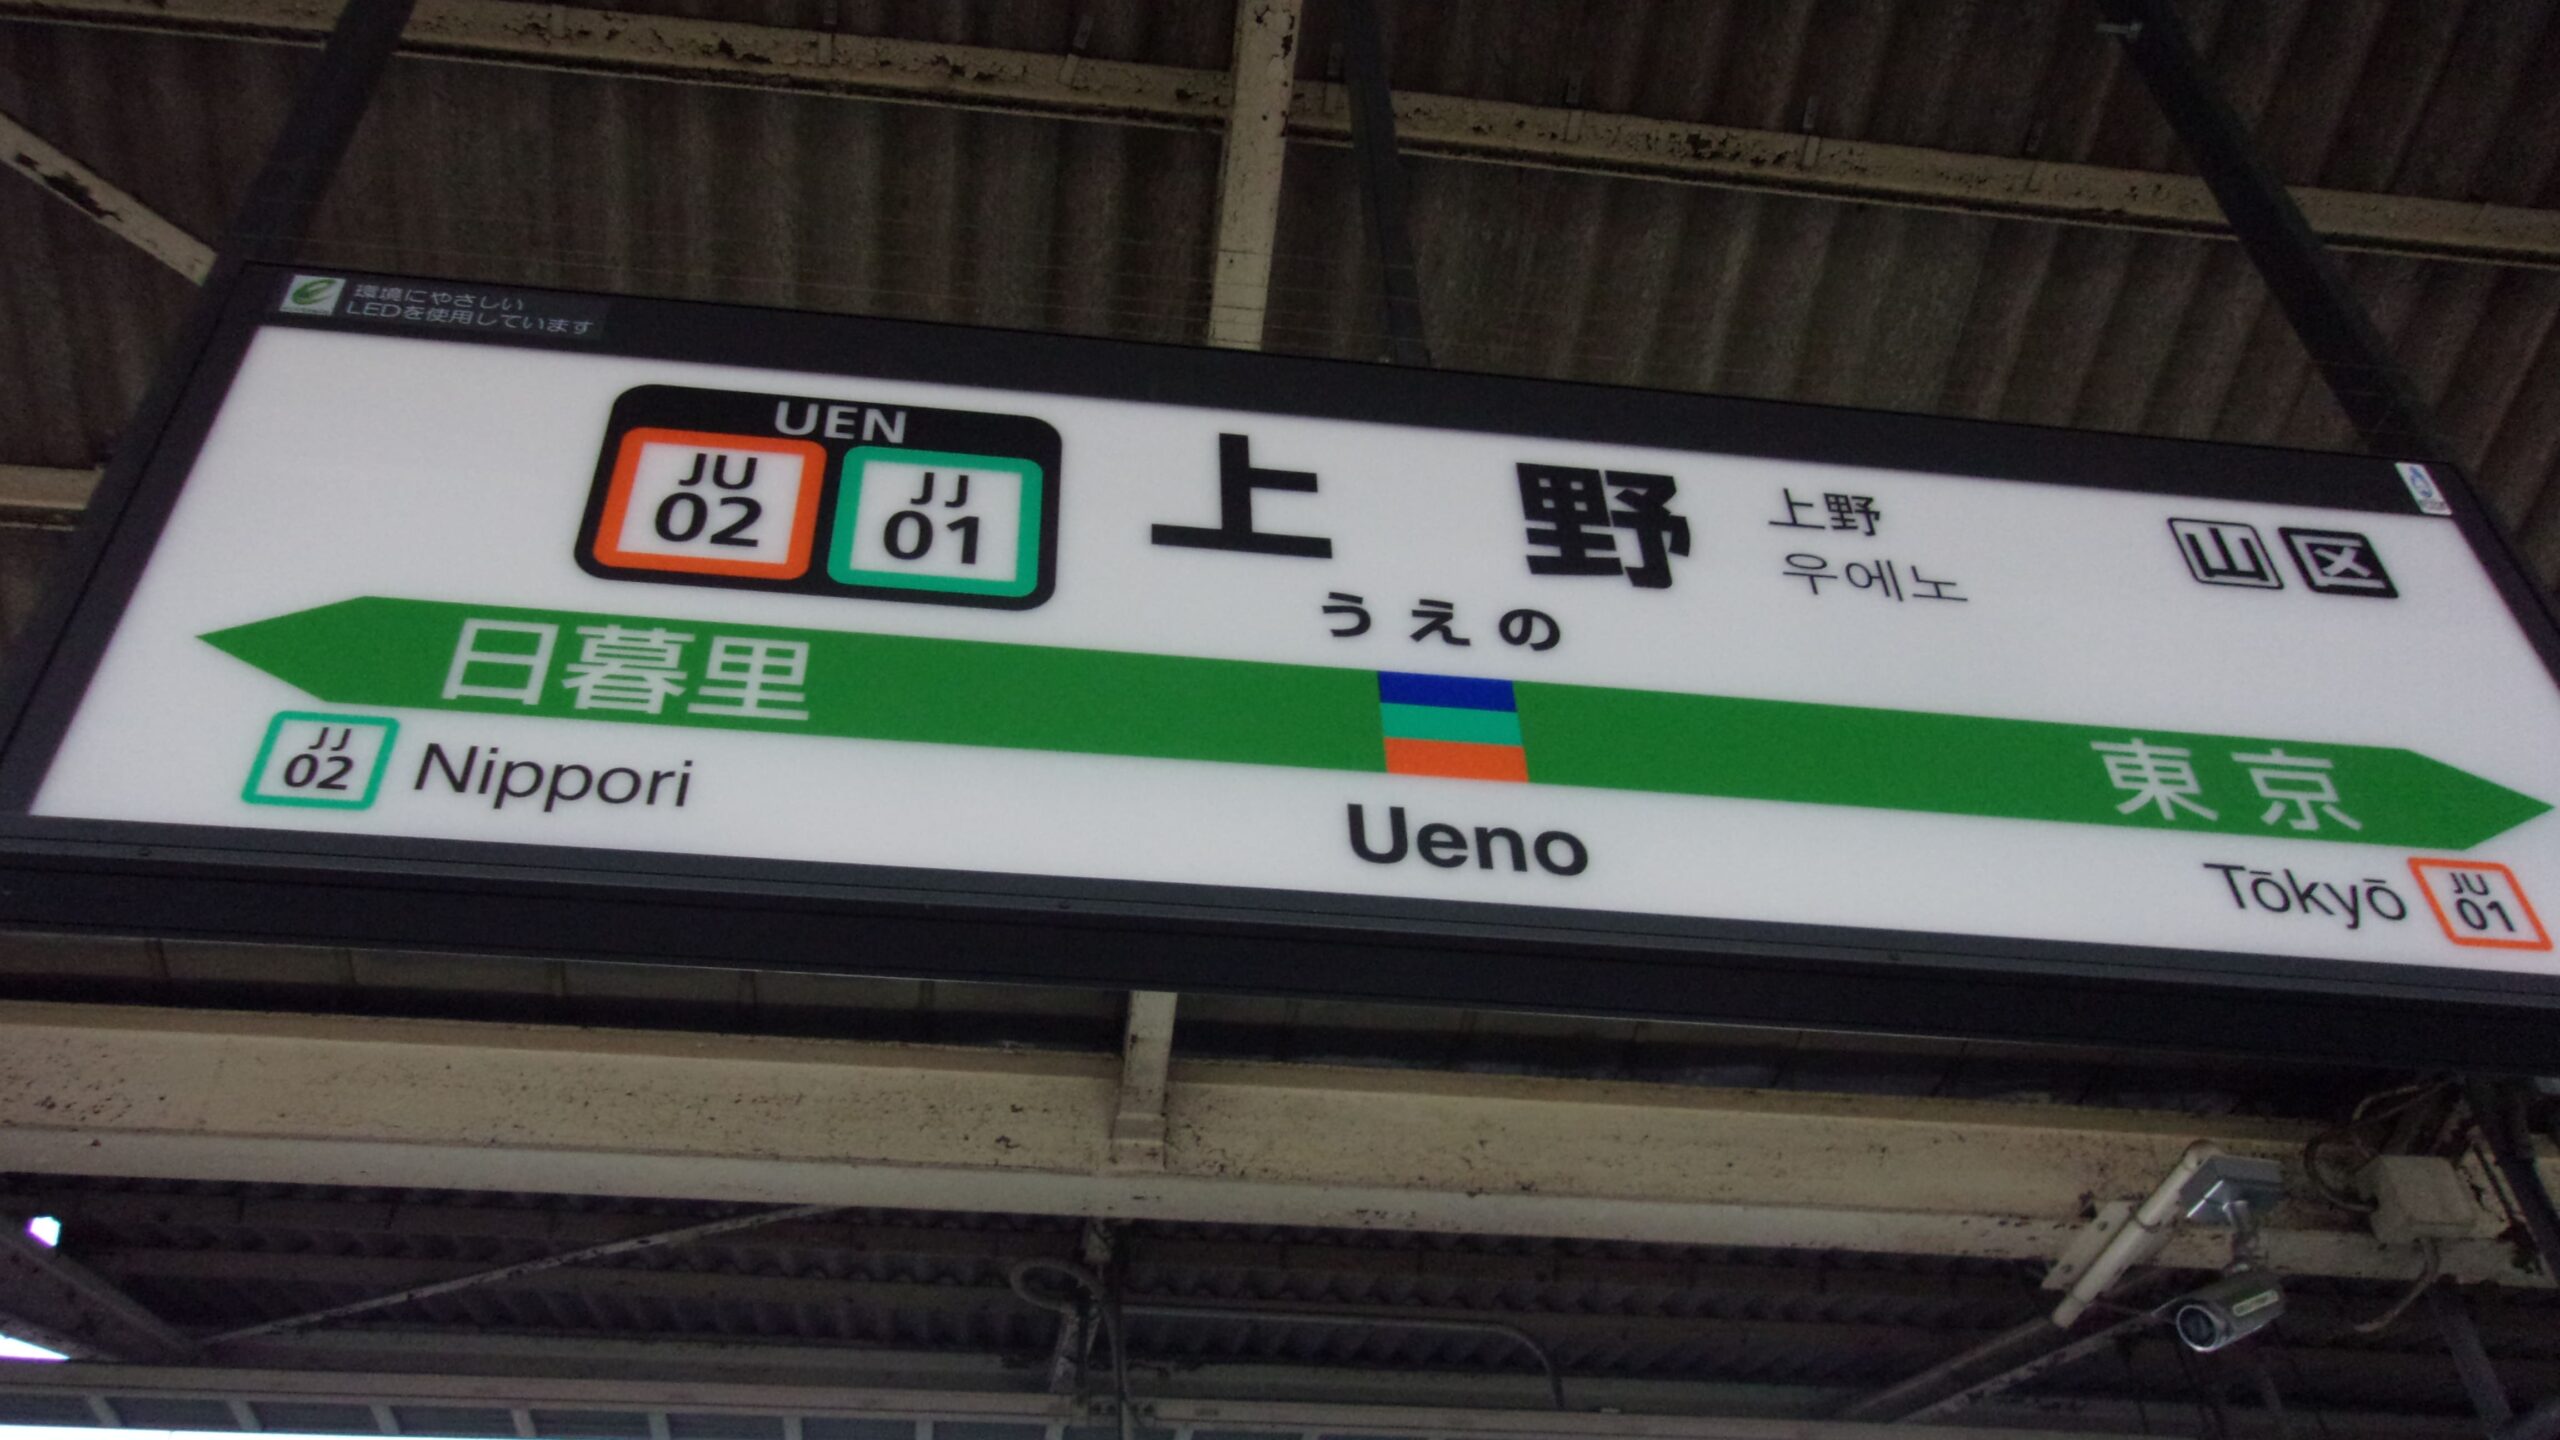 環境にやさしい
LEDを使用しています
UEN
JU
02
JJ
01
上野
上野
우에노
山区
うえの
日暮里
東京
JJ
02
Nippori
Ueno
Tōkyō
JU
01